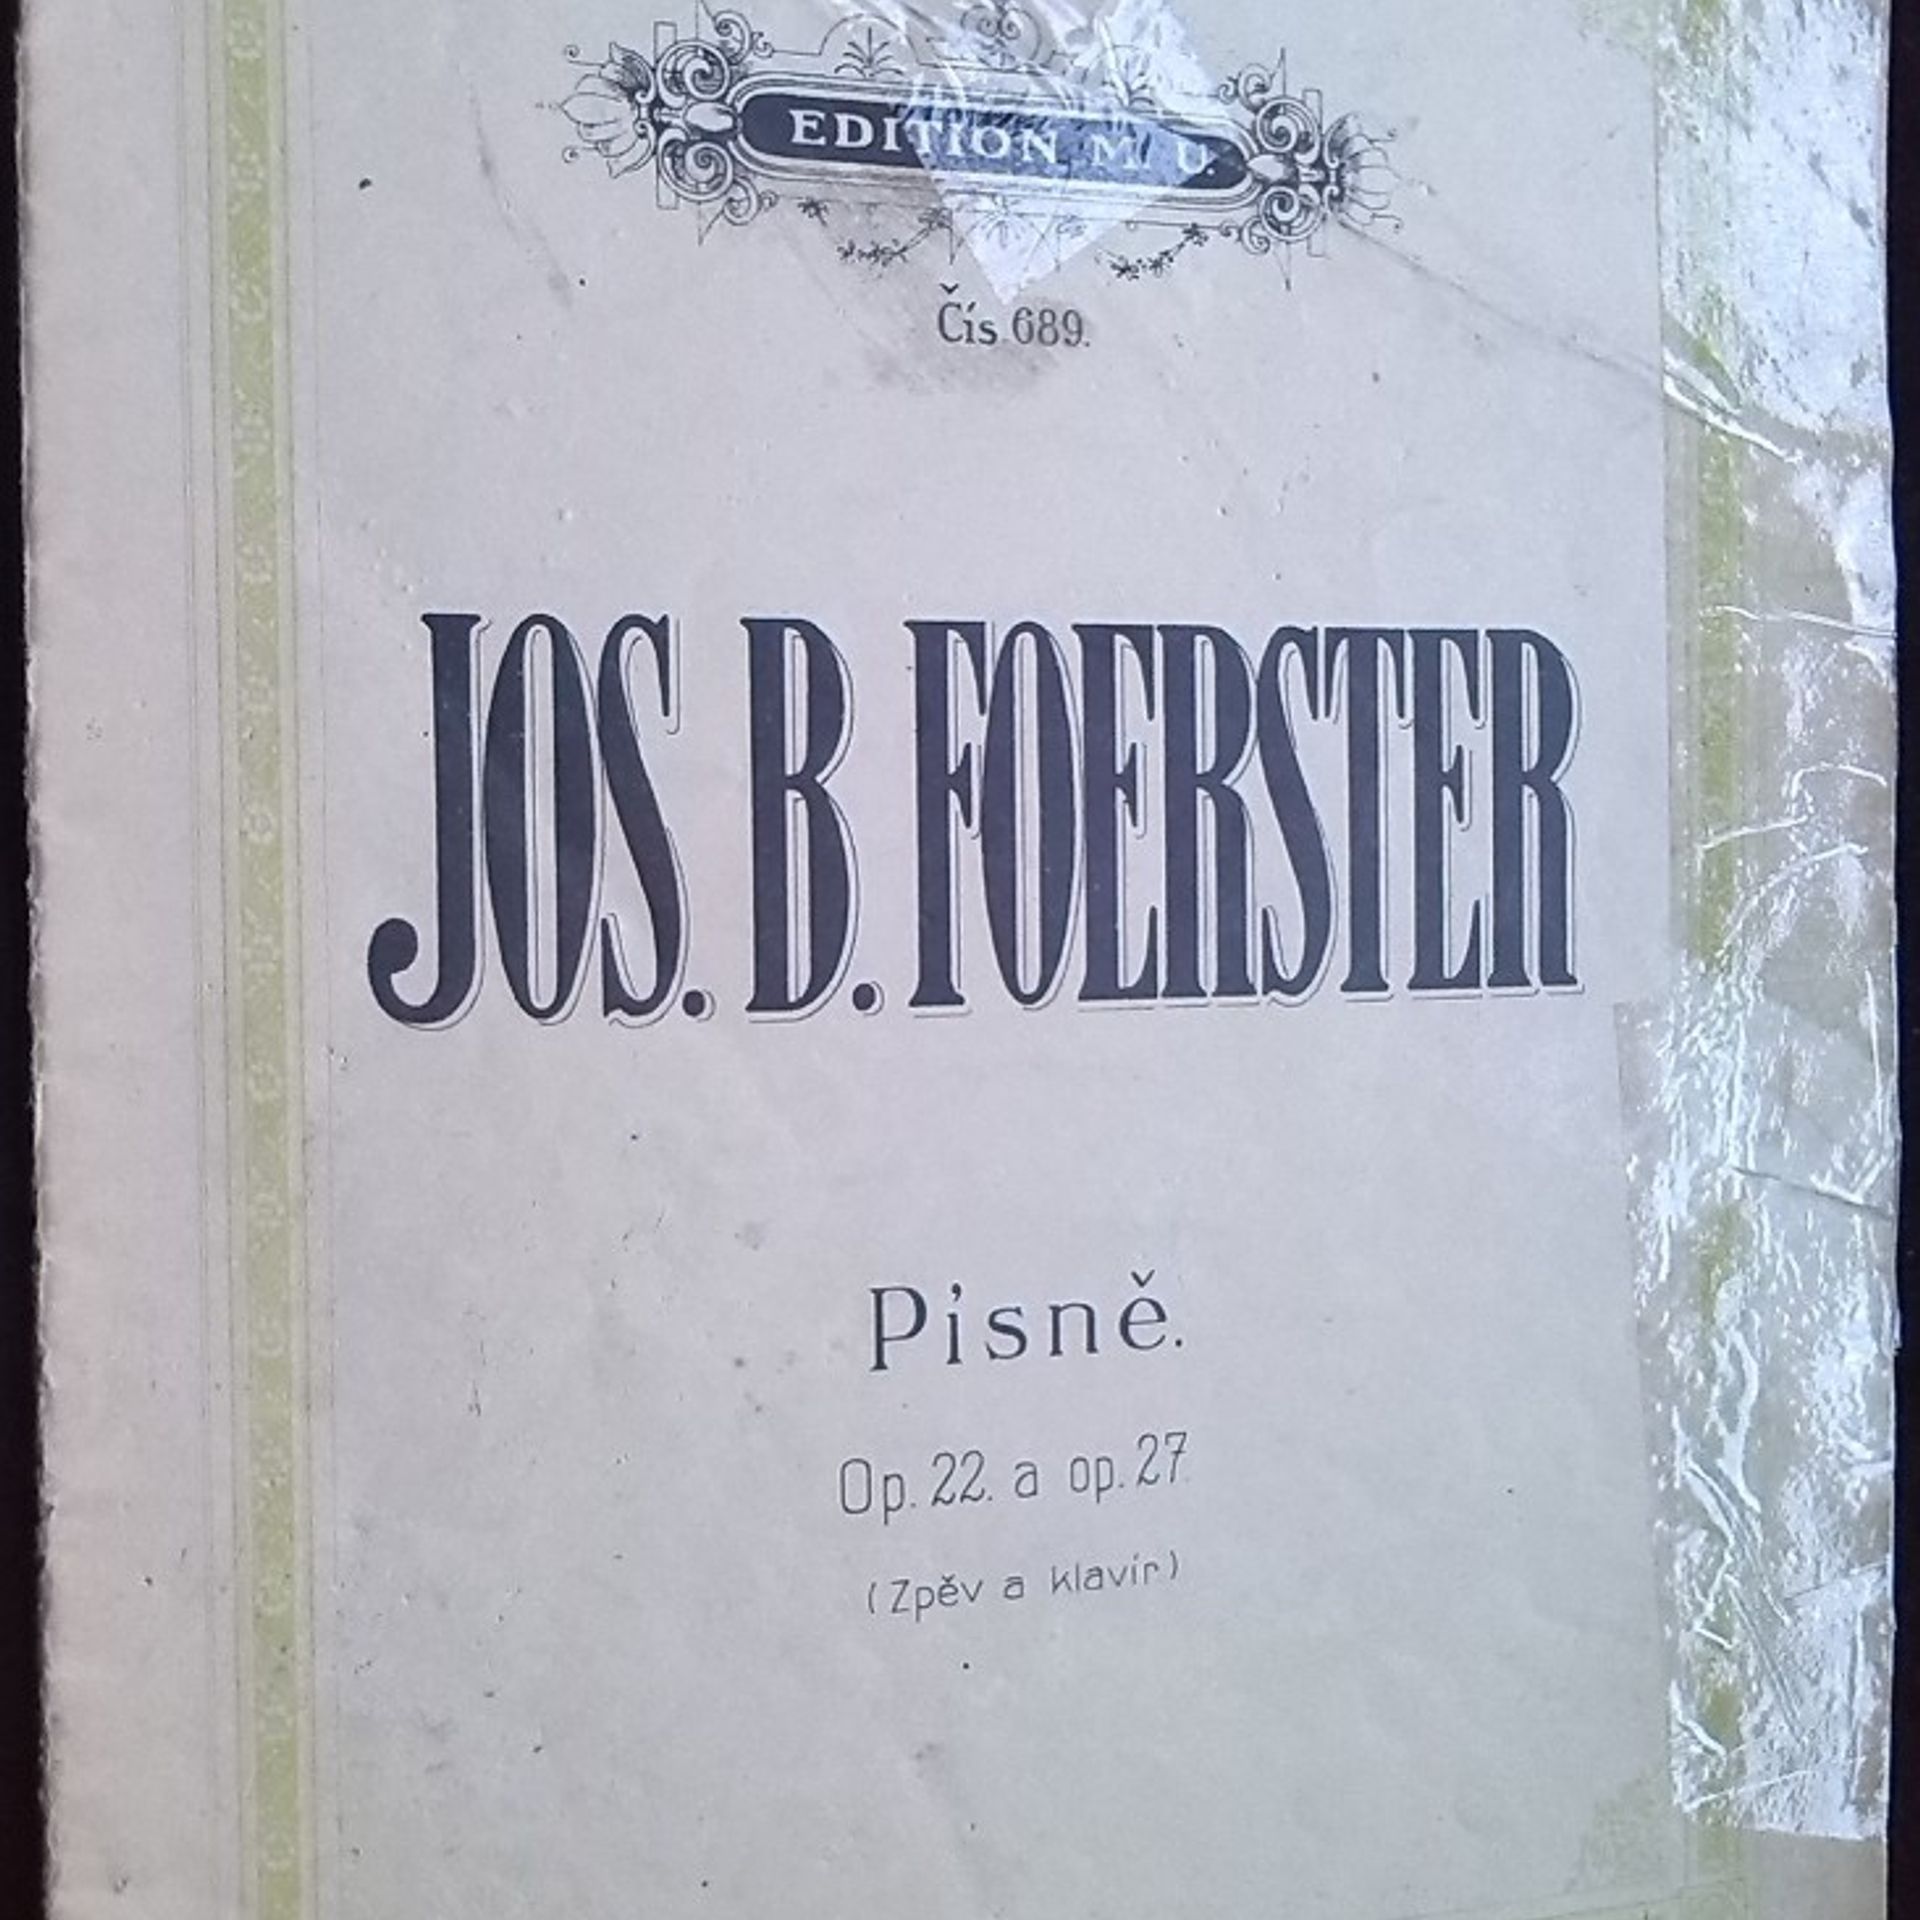 EDITION M. U.
Čís. 689.
JOS. B. FOERSTER
Písně.
Op. 22. a op. 27.
(Zpěv a klavír)